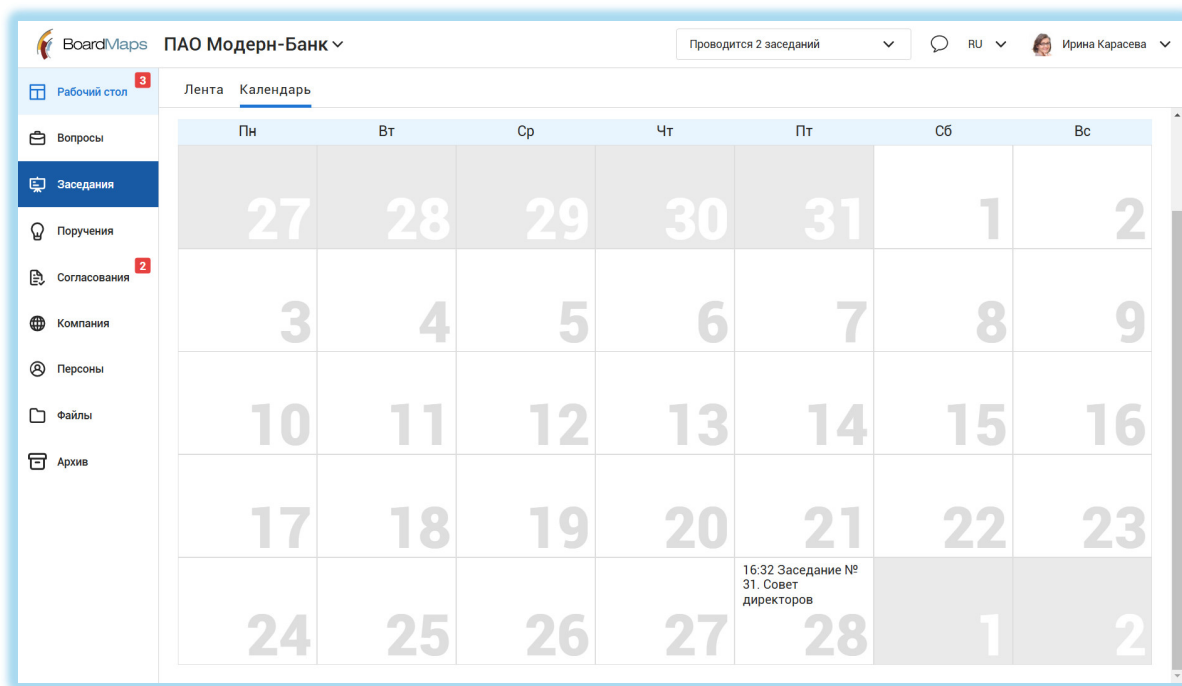 BoardMaps ПАО Модерн-Банк Проводится 2 заседаний RU Ирина Карасева
Рабочий стол 3
Вопросы
Заседания
Поручения
Согласования 2
Компания
Персоны
Файлы
Архив
Лента Календарь
Пн Вт Ср Чт Пт Сб Вс
27 28 29 30 31 1 2
3 4 5 6 7 8 9
10 11 12 13 14 15 16
17 18 19 20 21 22 23
16:32 Заседание №
31. Совет
директоров
24 25 26 27 28 1 2